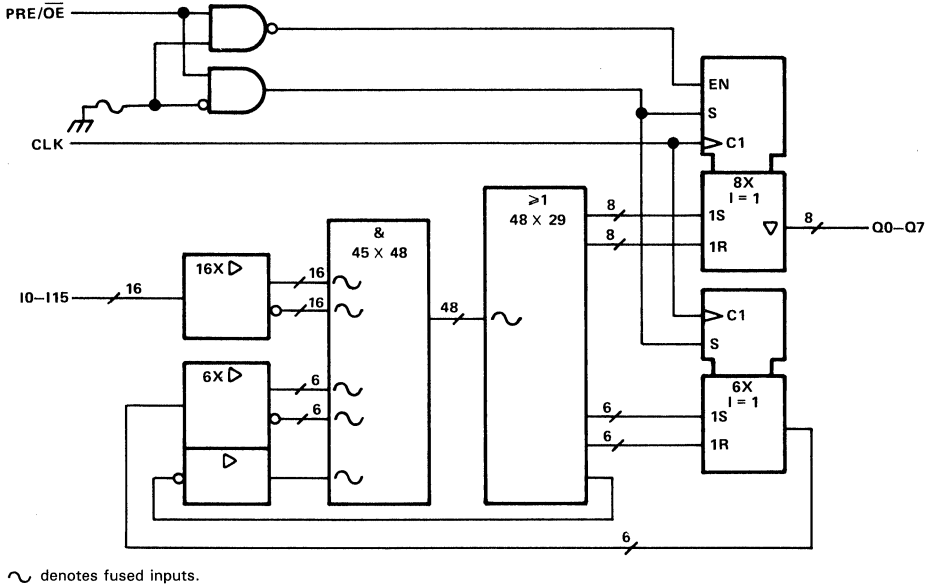 PRE/OE
EN
S
CLK
C1
8X
I = 1
≥1
48 X 29
8
1S
8
Q0–Q7
&
45 X 48
8
1R
16X ▷
16
I0–I15
16
16
48
C1
S
6X ▷
6
6X
I = 1
6
6
1S
6
1R
6
∿ denotes fused inputs.